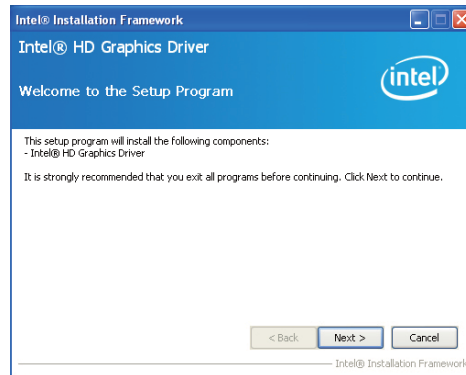 Intel® Installation Framework
Intel® HD Graphics Driver
intel
Welcome to the Setup Program
This setup program will install the following components:
- Intel® HD Graphics Driver
It is strongly recommended that you exit all programs before continuing. Click Next to continue.
< Back
Next >
Cancel
Intel® Installation Framework